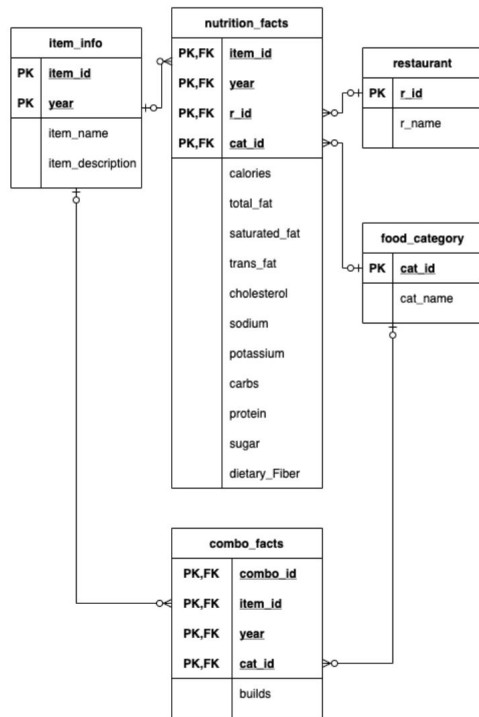 item_info
PK item_id
PK year
item_name
item_description
nutrition_facts
PK,FK item_id
PK,FK year
PK,FK r_id
PK,FK cat_id
calories
total_fat
saturated_fat
trans_fat
cholesterol
sodium
potassium
carbs
protein
sugar
dietary_Fiber
restaurant
PK r_id
r_name
food_category
PK cat_id
cat_name
combo_facts
PK,FK combo_id
PK,FK item_id
PK,FK year
PK,FK cat_id
builds